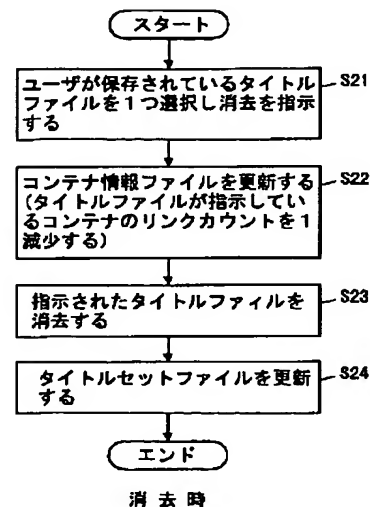 スタート
ユーザが保存されているタイトル
ファイルを1つ選択し消去を指示
する
S21
コンテナ情報ファイルを更新する
(タイトルファイルが指示して
いるコンテナのリンクカウントを1
減少する)
S22
指示されたタイトルフィァルを
消去する
S23
タイトルセットファイルを更新
する
S24
エンド
消去時